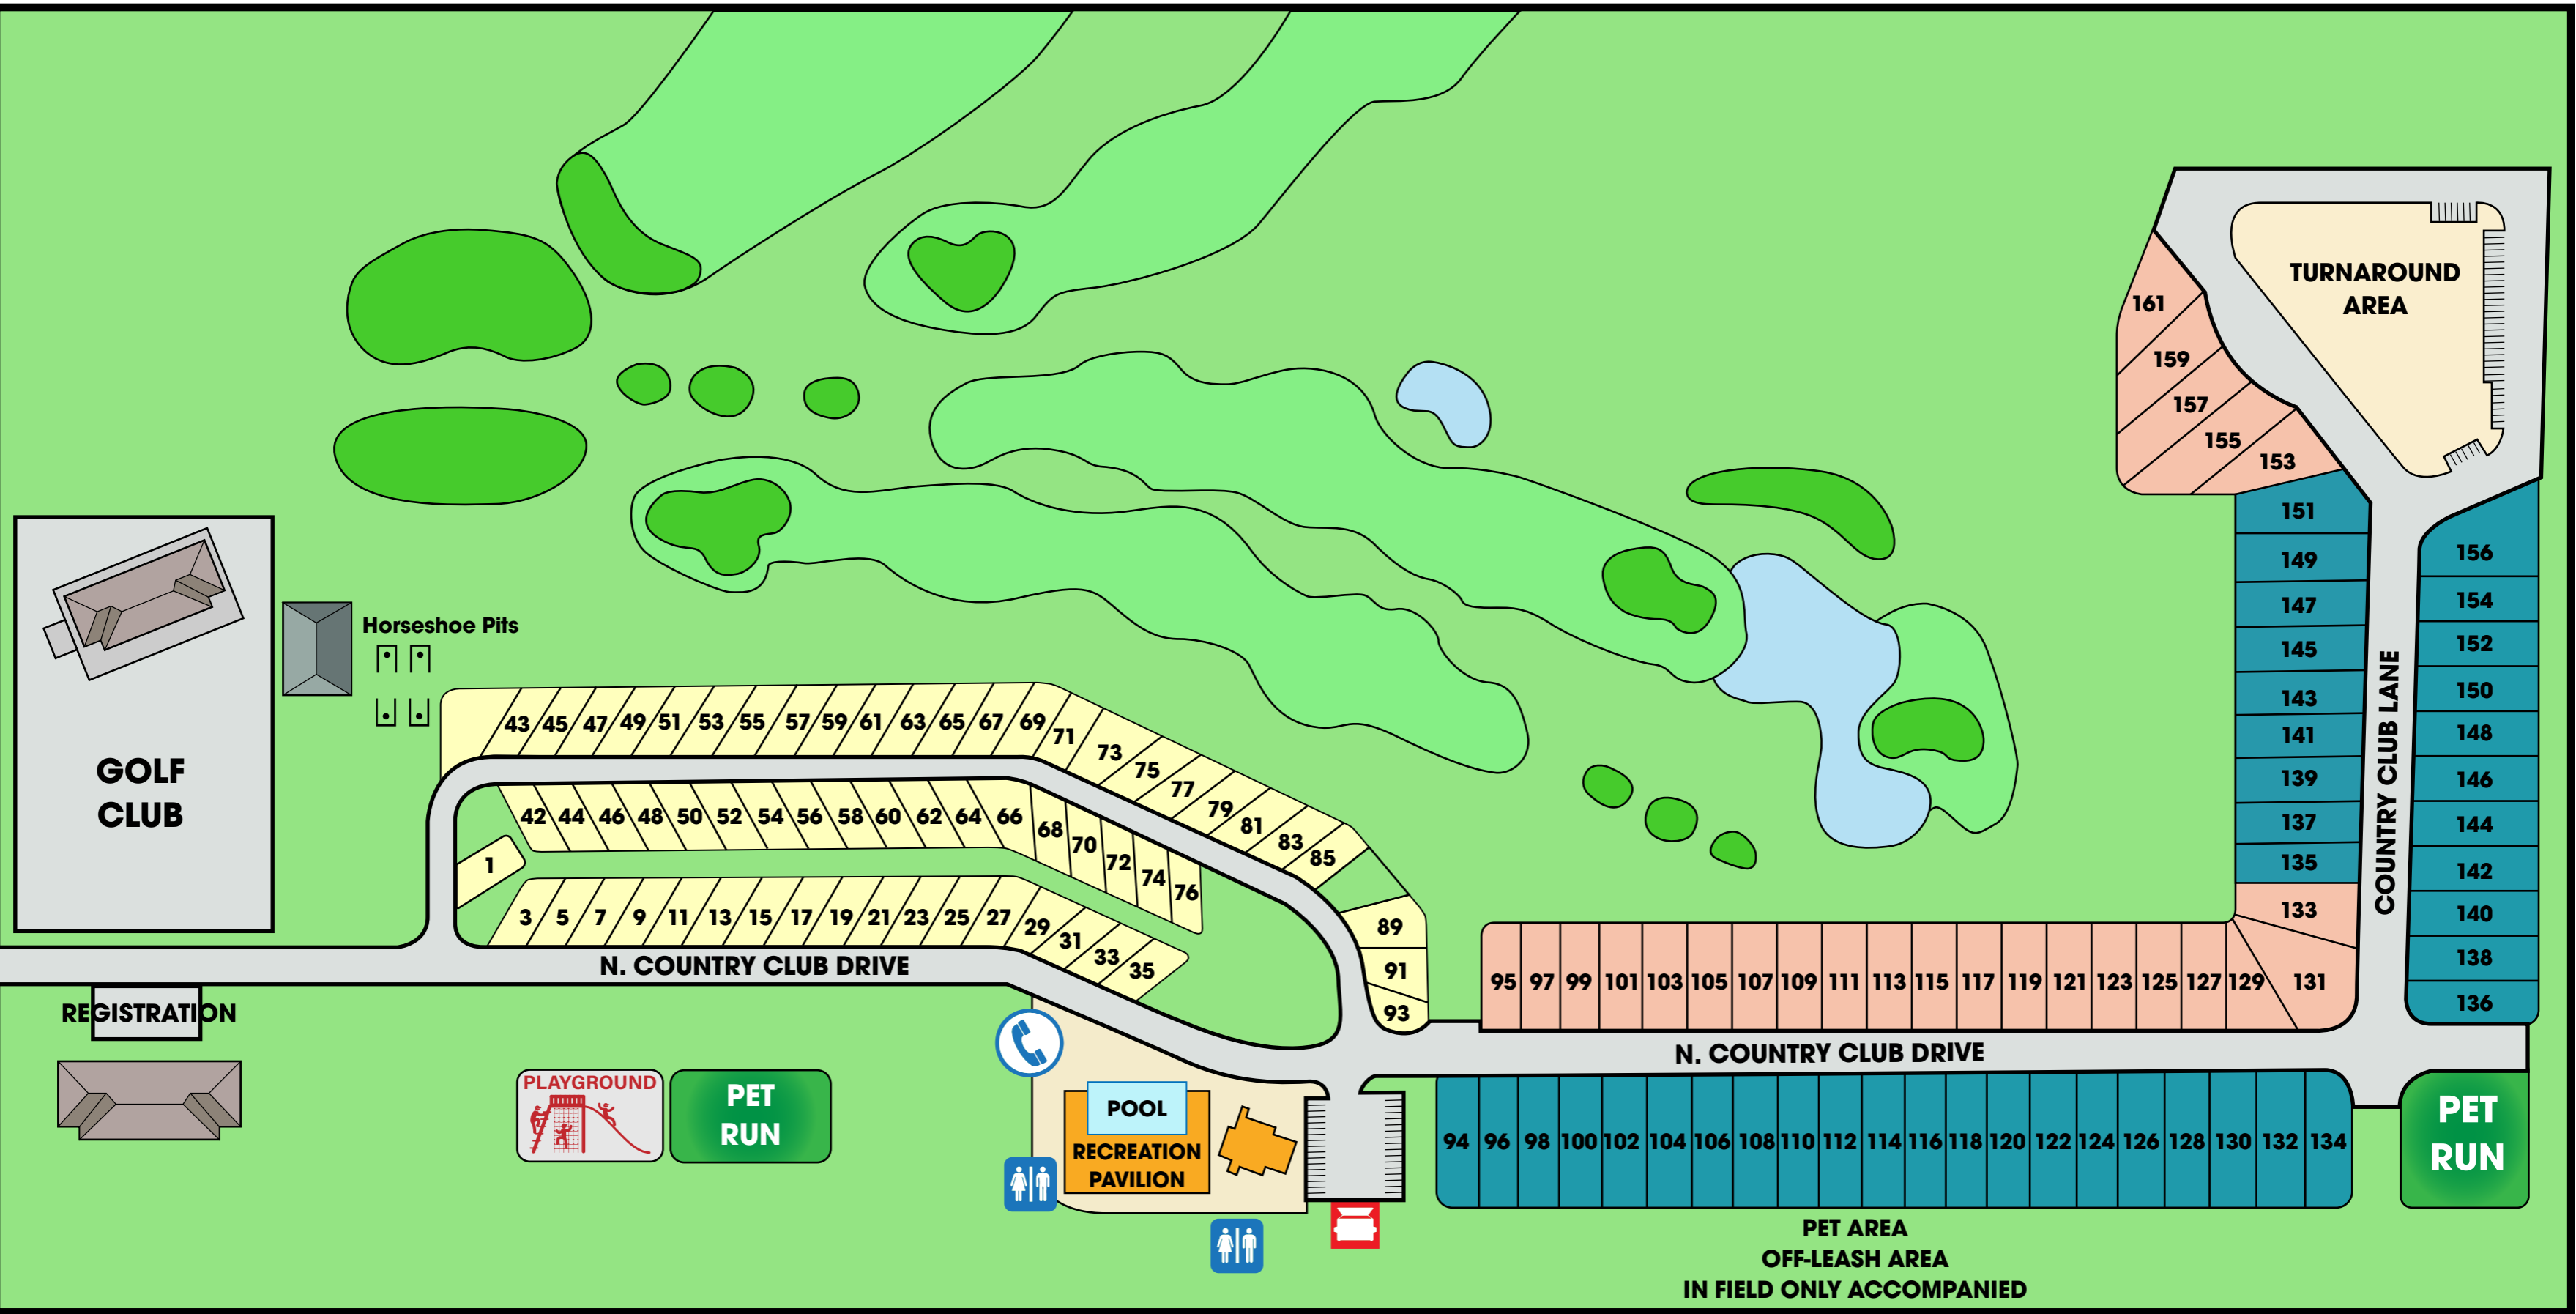 TURNAROUND
AREA
161
159
157
155
153
151
149
147
145
143
141
139
137
135
133
131
156
154
152
150
148
146
144
142
140
138
136
COUNTRY CLUB LANE
Horseshoe Pits
GOLF
CLUB
43 45 47 49 51 53 55 57 59 61 63 65 67 69 71 73 75 77 79 81 83 85
89
91
93
42 44 46 48 50 52 54 56 58 60 62 64 66 68 70 72 74 76
1
3 5 7 9 11 13 15 17 19 21 23 25 27 29 31 33 35
N. COUNTRY CLUB DRIVE
95 97 99 101 103 105 107 109 111 113 115 117 119 121 123 125 127 129
N. COUNTRY CLUB DRIVE
REGISTRATION
PLAYGROUND
PET
RUN
POOL
RECREATION
PAVILION
94 96 98 100 102 104 106 108 110 112 114 116 118 120 122 124 126 128 130 132 134
PET
RUN
PET AREA
OFF-LEASH AREA
IN FIELD ONLY ACCOMPANIED